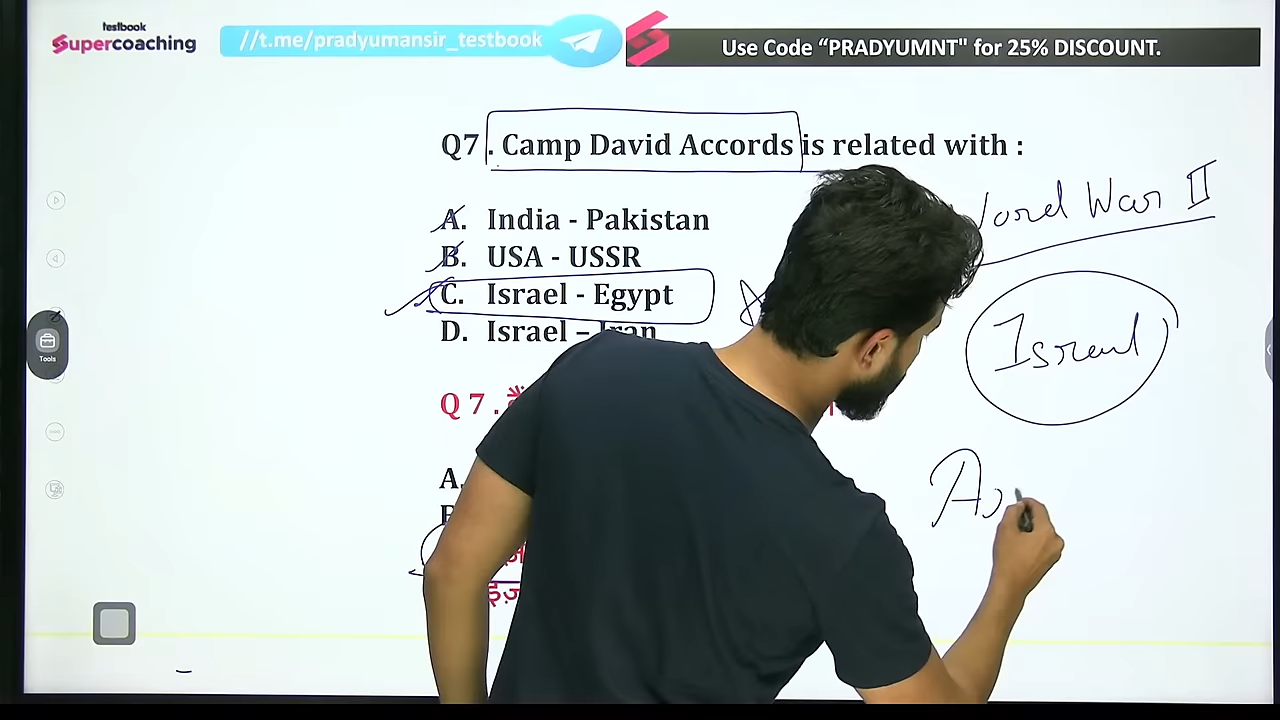 testbook
Supercoaching
//t.me/pradyumansir_testbook
Use Code “PRADYUMNT" for 25% DISCOUNT.
Q7 . Camp David Accords is related with :
A. India - Pakistan
B. USA - USSR
C. Israel - Egypt
D. Israel – Iran
War II
Israel
Q 7 .
A.
Tools